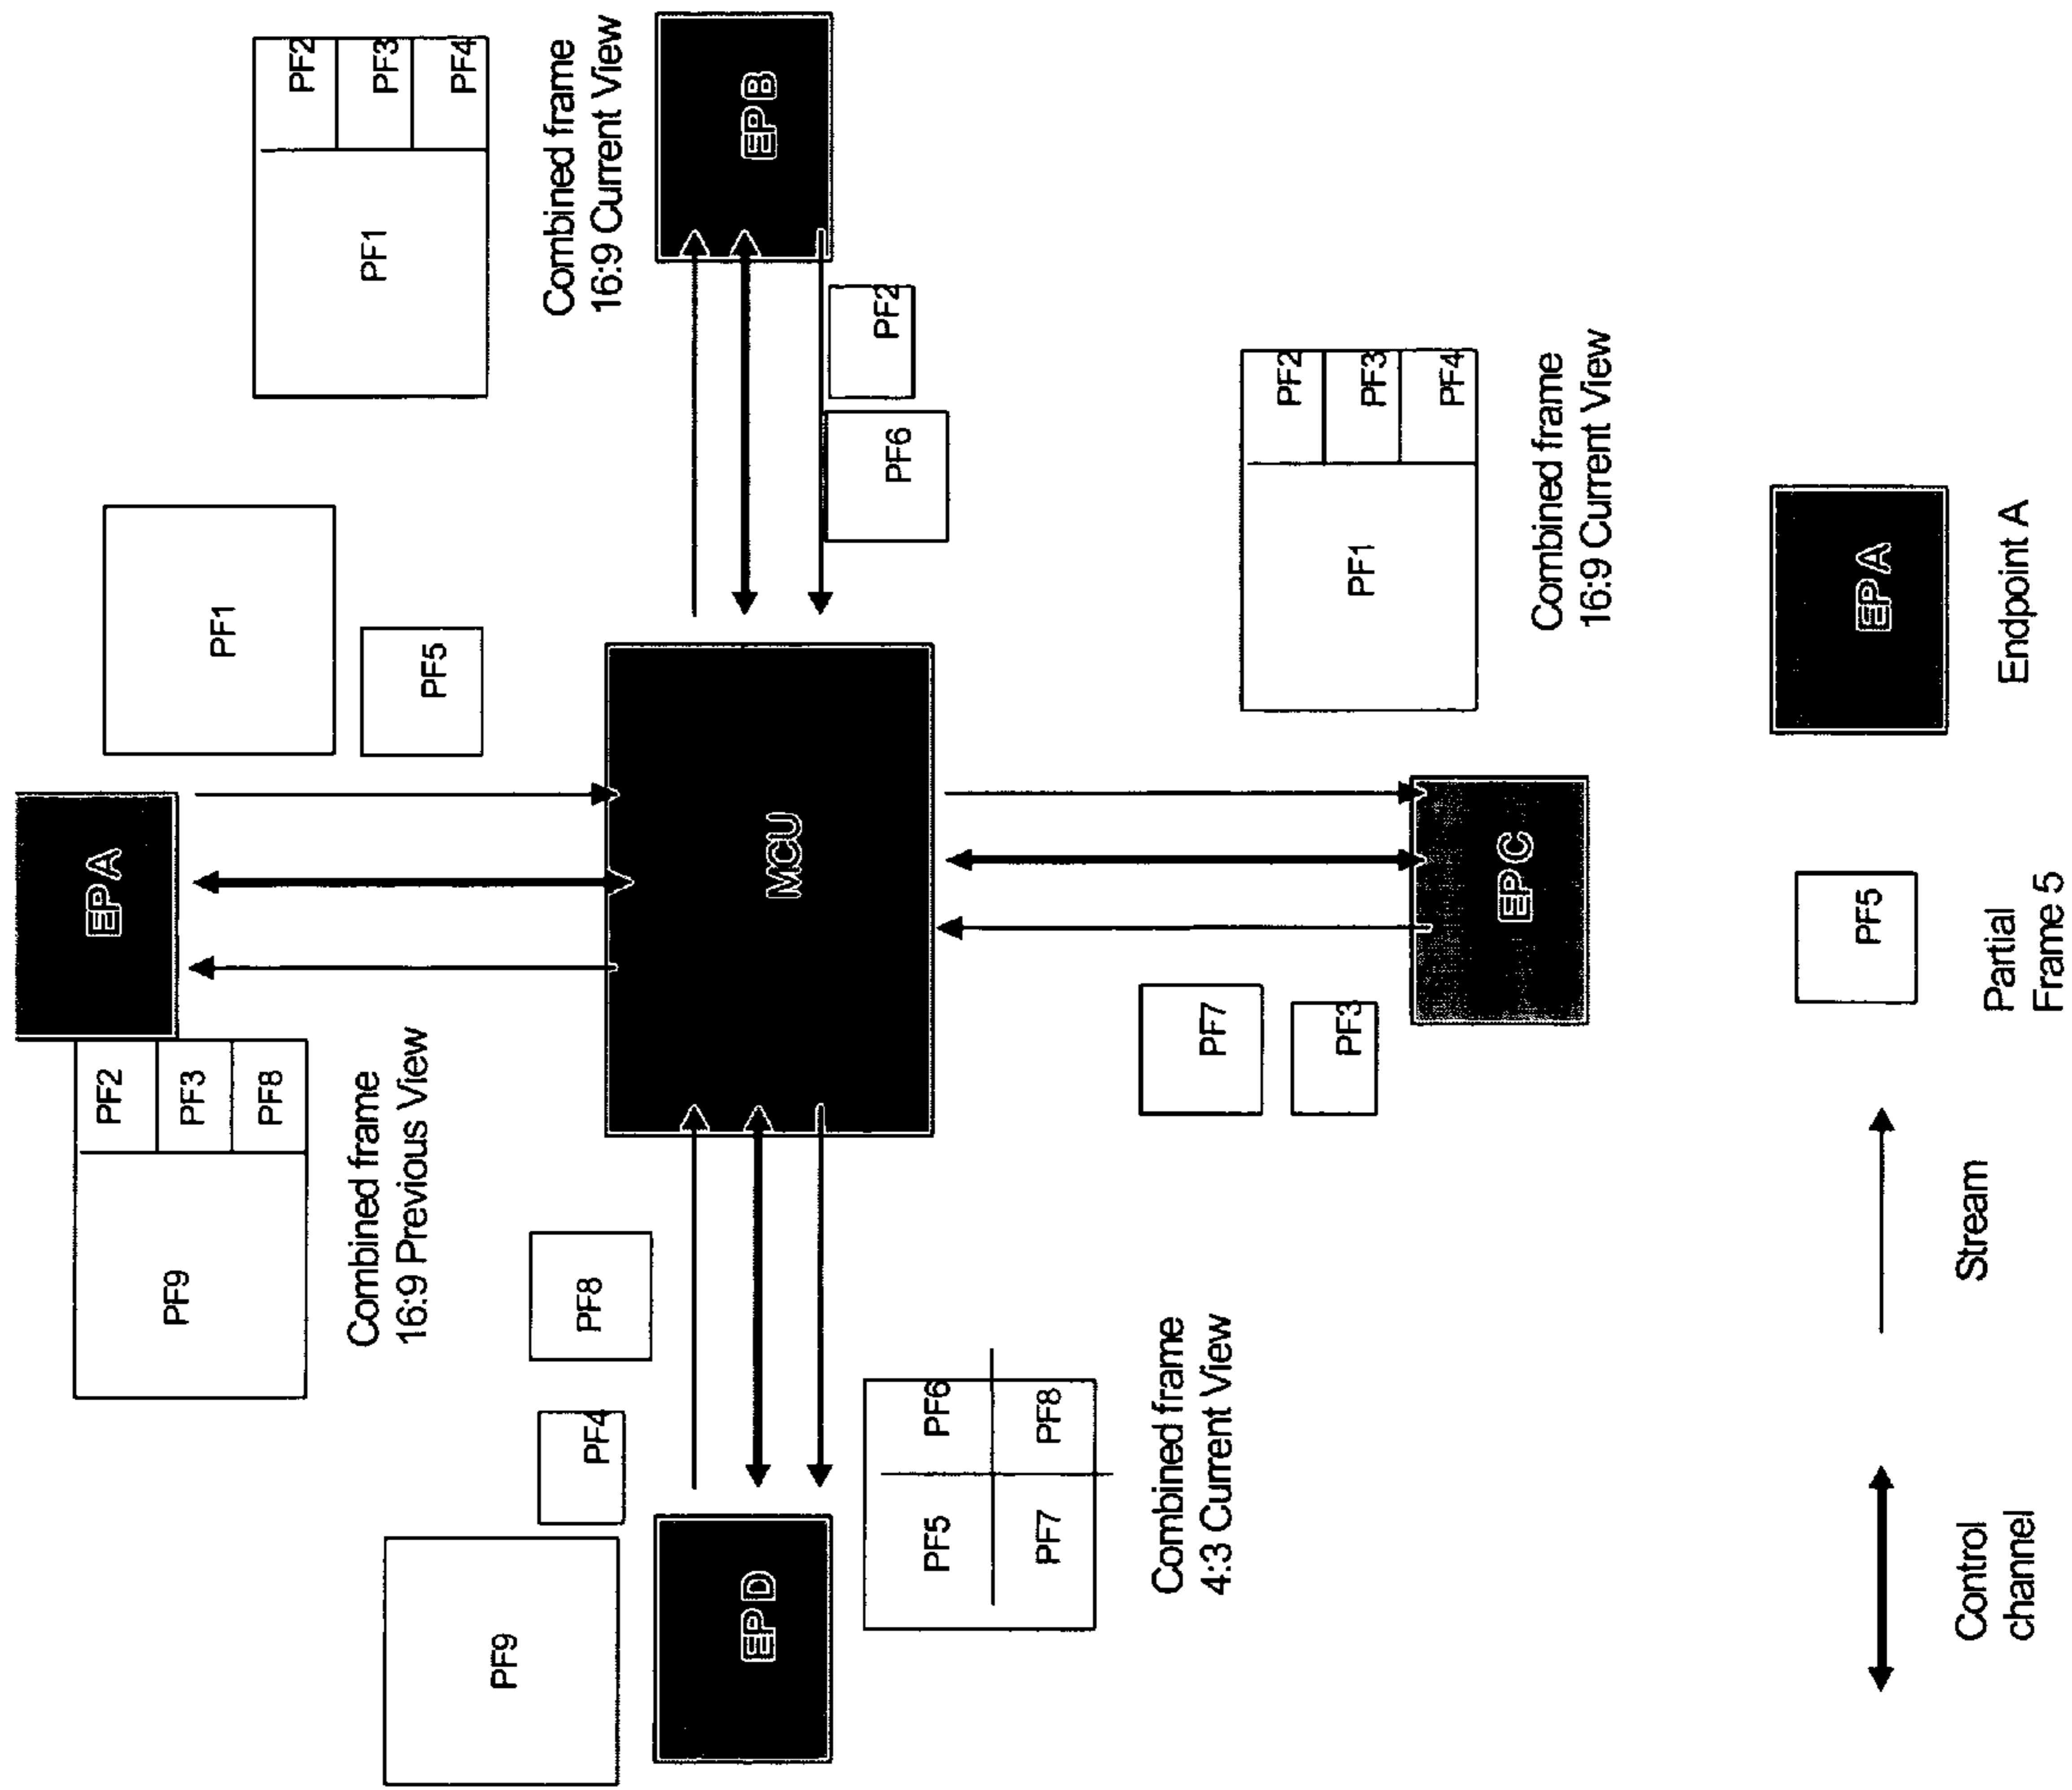 PF9
PF2
PF3
PF8
Combined frame
16:9 Previous View
EP A
PF1
PF5
PF1
PF2
PF3
PF4
Combined frame
16:9 Current View
PF9
PF4
PF8
EP D
MCU
EP B
PF6
PF2
PF5
PF6
PF7
PF8
Combined frame
4:3 Current View
PF7
PF3
EP C
PF1
PF2
PF3
PF4
Combined frame
16:9 Current View
PF5
EP A
Control
channel
Stream
Partial
Frame 5
Endpoint A